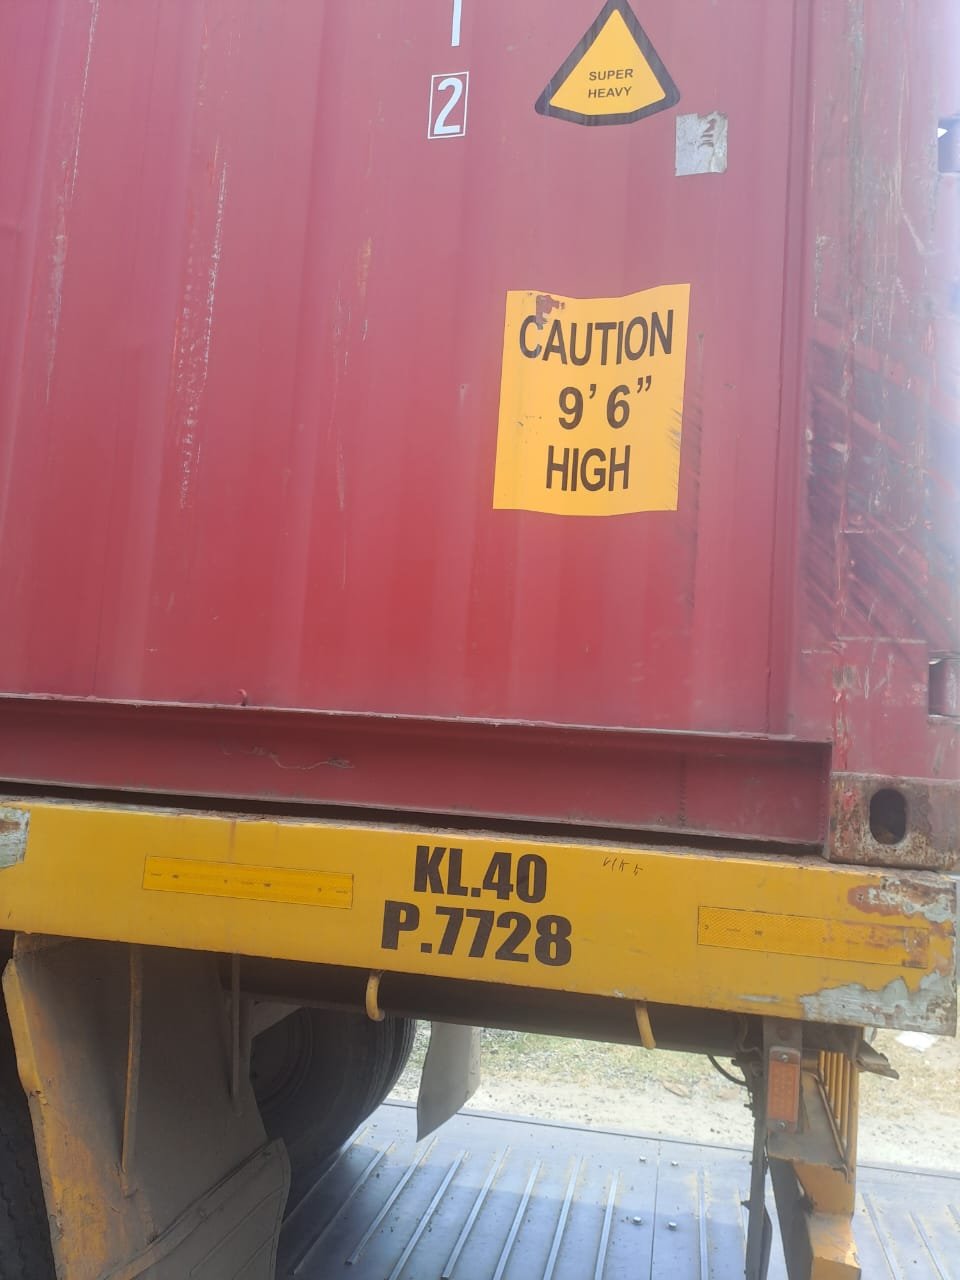 1
2
SUPER
HEAVY
CAUTION
9' 6"
HIGH
KL.40
P.7728